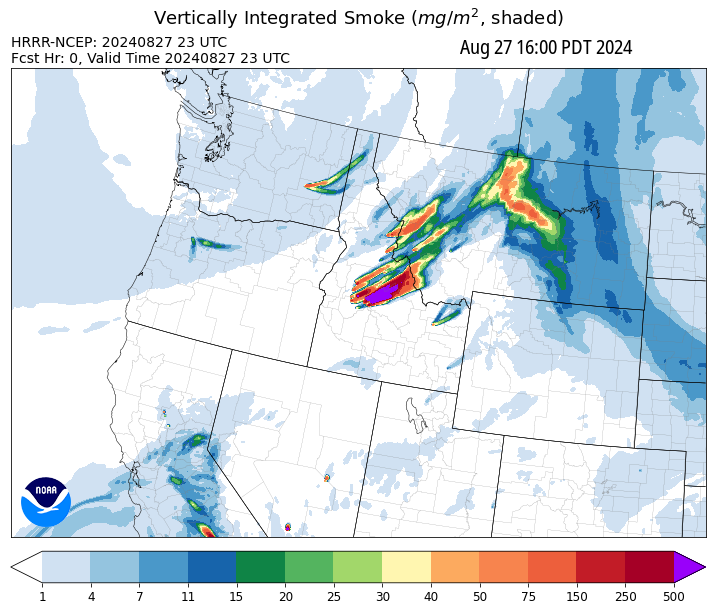 Vertically Integrated Smoke (mg/m², shaded)
HRRR-NCEP: 20240827 23 UTC
Fcst Hr: 0, Valid Time 20240827 23 UTC
Aug 27 16:00 PDT 2024
NOAA
1 4 7 11 15 20 25 30 40 50 75 150 250 500